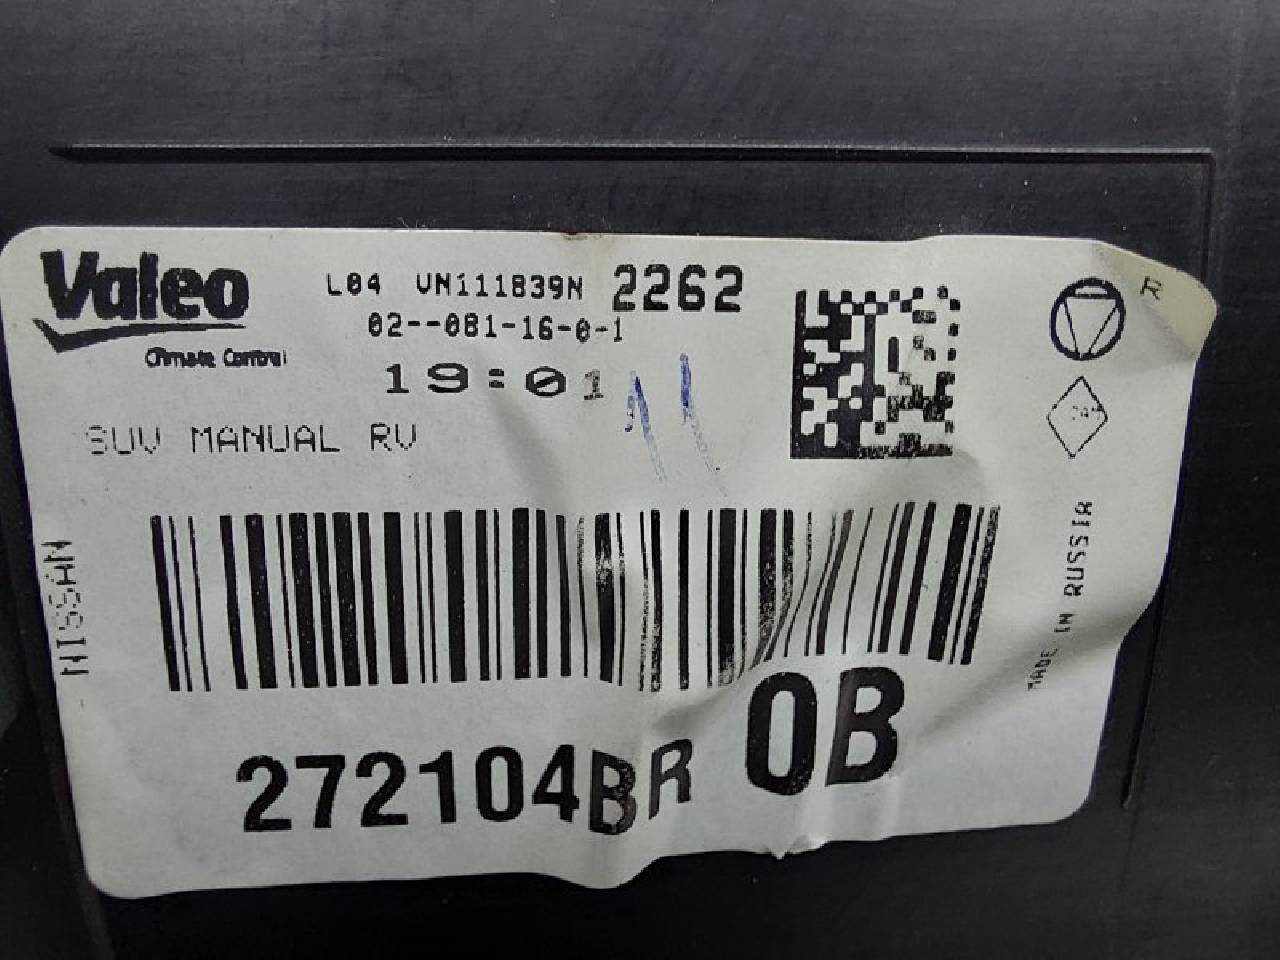 Valeo
Climate Control
L04 VN111839N 2262
02--081-16-0-1
19:01
SUV MANUAL RV
R
NISSAN
MADE IN RUSSIA
272104BR 0B